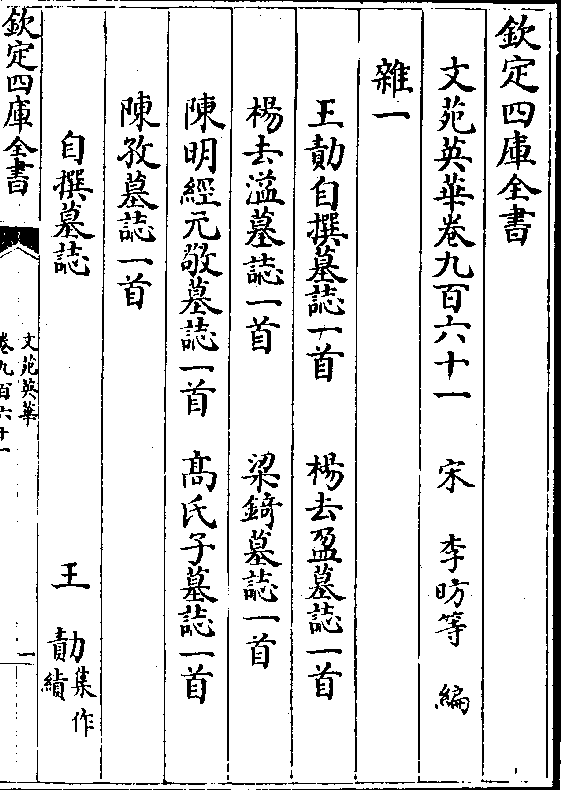 欽定四庫全書
文苑英華卷九百六十一 宋 李昉等 編
雜一
王勣自撰墓誌一首 楊去盈墓誌一首
楊去溢墓誌一首 梁錡墓誌一首
陳明經元敬墓誌一首 髙氏子墓誌一首
陳孜墓誌一首
自撰墓誌 王勣集作績
欽定四庫全書
文苑英華
卷九百六十一
一